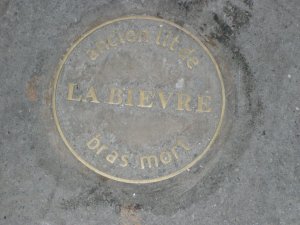 ancien lit de
LA BIEVRE
bras mort